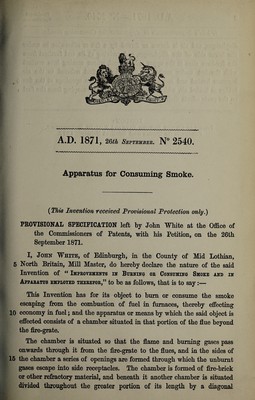 A.D. 1871, 26th SEPTEMBER. Nº 2540.
Apparatus for Consuming Smoke.
(This Invention received Provisional Protection only.)
PROVISIONAL SPECIFICATION left by John White at the Office of
the Commissioners of Patents, with his Petition, on the 26th
September 1871.
I, JOHN WHITE, of Edinburgh, in the County of Mid Lothian,
5 North Britain, Mill Master, do hereby declare the nature of the said
Invention of “ IMPROVEMENTS IN BURNING OR CONSUMING SMOKE AND IN
APPARATUS EMPLOYED THEREFOR,” to be as follows, that is to say :—
This Invention has for its object to burn or consume the smoke
escaping from the combustion of fuel in furnaces, thereby effecting
10 economy in fuel ; and the apparatus or means by which the said object is
effected consists of a chamber situated in that portion of the flue beyond
the fire-grate.
The chamber is situated so that the flame and burning gases pass
onwards through it from the fire-grate to the flues, and in the sides of
15 the chamber a series of openings are formed through which the unburnt
gases escape into side receptacles. The chamber is formed of fire-brick
or other refractory material, and beneath it another chamber is situated
divided throughout the greater portion of its length by a diagonal